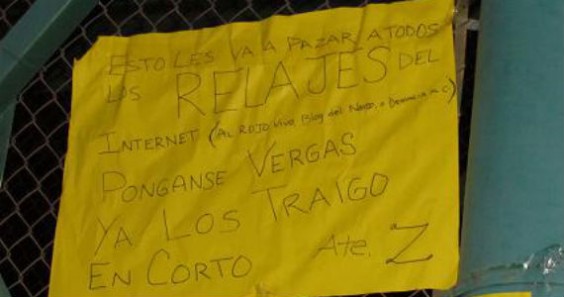 ESTO LES VA A PAZAR A TODOS
LOS RELAJES DEL
INTERNET (AL ROJO Vivo, Blog del Narco, o Denuncia a C)
PONGANSE VERGAS
YA LOS TRAIGO
EN CORTO Ate. Z